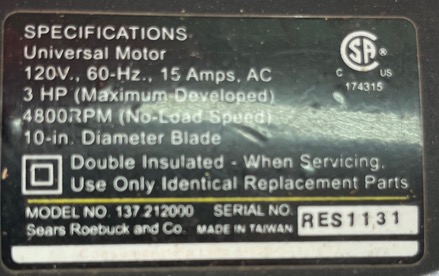 SPECIFICATIONS
Universal Motor
120V., 60-Hz., 15 Amps, AC
3 HP (Maximum-Developed)
4800RPM (No-Load Speed)
10-in. Diameter Blade
SA ®
C US
174315
Double Insulated - When Servicing,
Use Only Identical Replacement Parts
MODEL NO. 137.212000 SERIAL NO.
RES1131
Sears Roebuck and Co. MADE IN TAIWAN